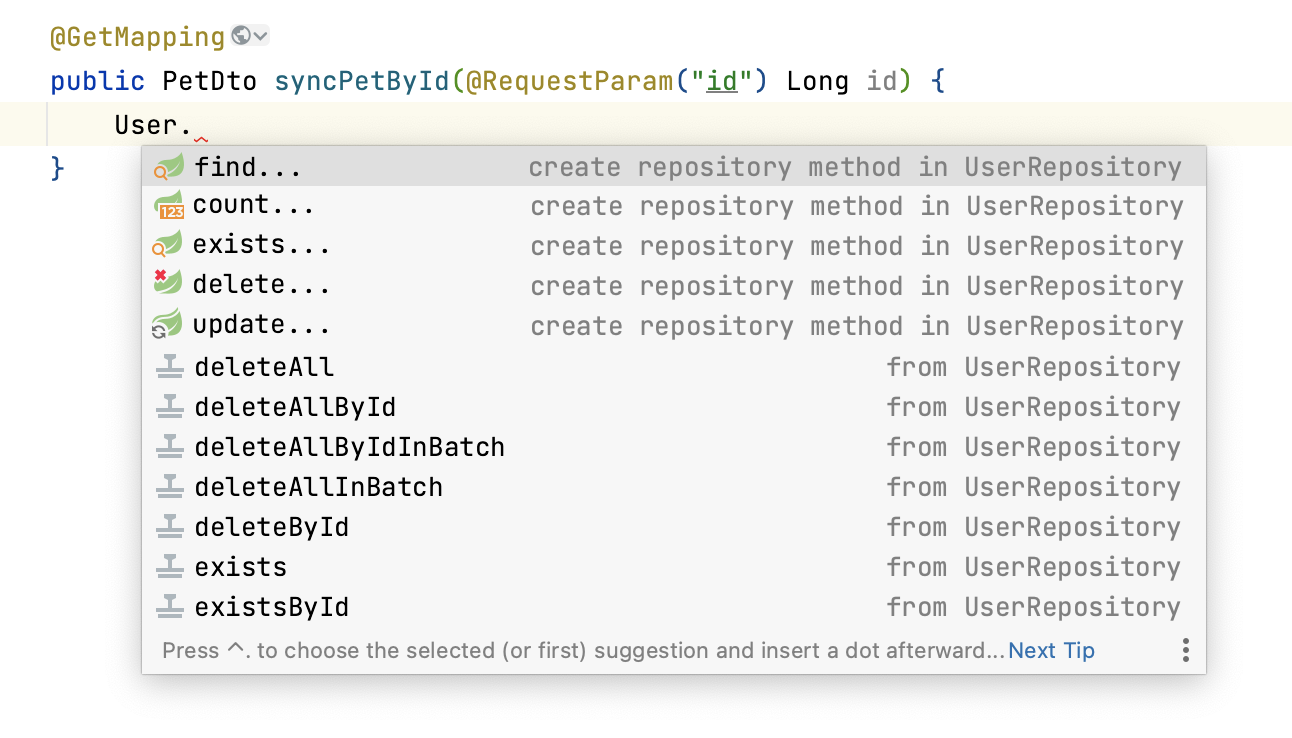 @GetMapping
public PetDto syncPetById(@RequestParam("id") Long id) {
User.
find... create repository method in UserRepository
123 count... create repository method in UserRepository
exists... create repository method in UserRepository
delete... create repository method in UserRepository
update... create repository method in UserRepository
deleteAll from UserRepository
deleteAllById from UserRepository
deleteAllByIdInBatch from UserRepository
deleteAllInBatch from UserRepository
deleteById from UserRepository
exists from UserRepository
existsById from UserRepository
Press ^. to choose the selected (or first) suggestion and insert a dot afterward... Next Tip
}